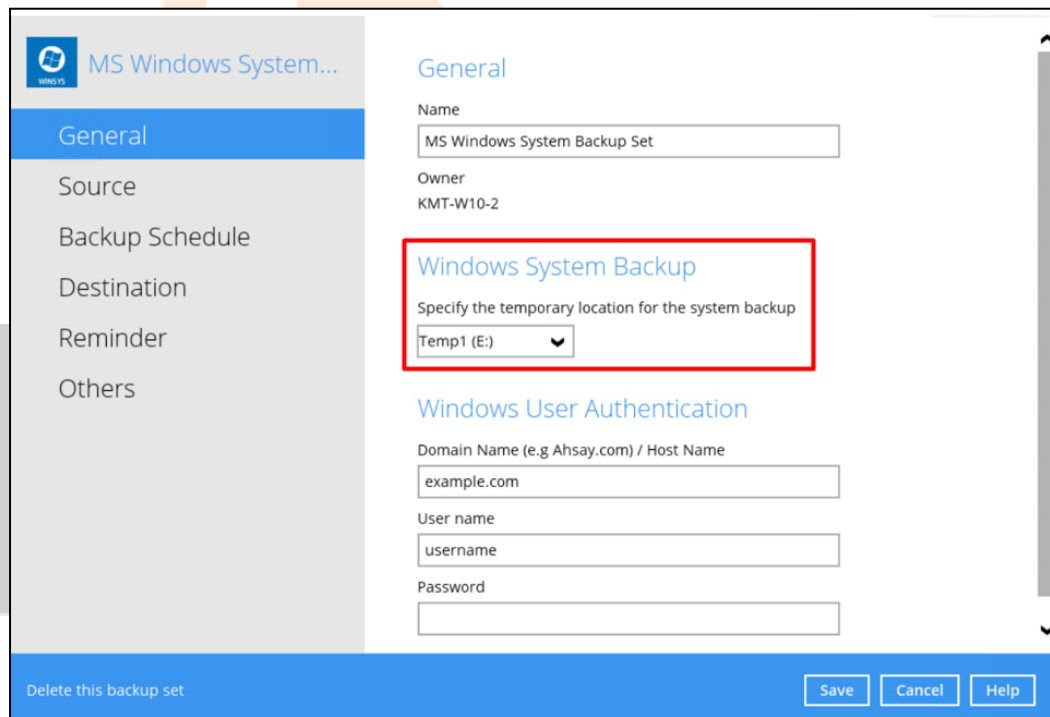 WINSYS
MS Windows System...
General
Source
Backup Schedule
Destination
Reminder
Others
General
Name
MS Windows System Backup Set
Owner
KMT-W10-2
Windows System Backup
Specify the temporary location for the system backup
Temp1 (E:)
Windows User Authentication
Domain Name (e.g Ahsay.com) / Host Name
example.com
User name
username
Password
Delete this backup set
Save
Cancel
Help